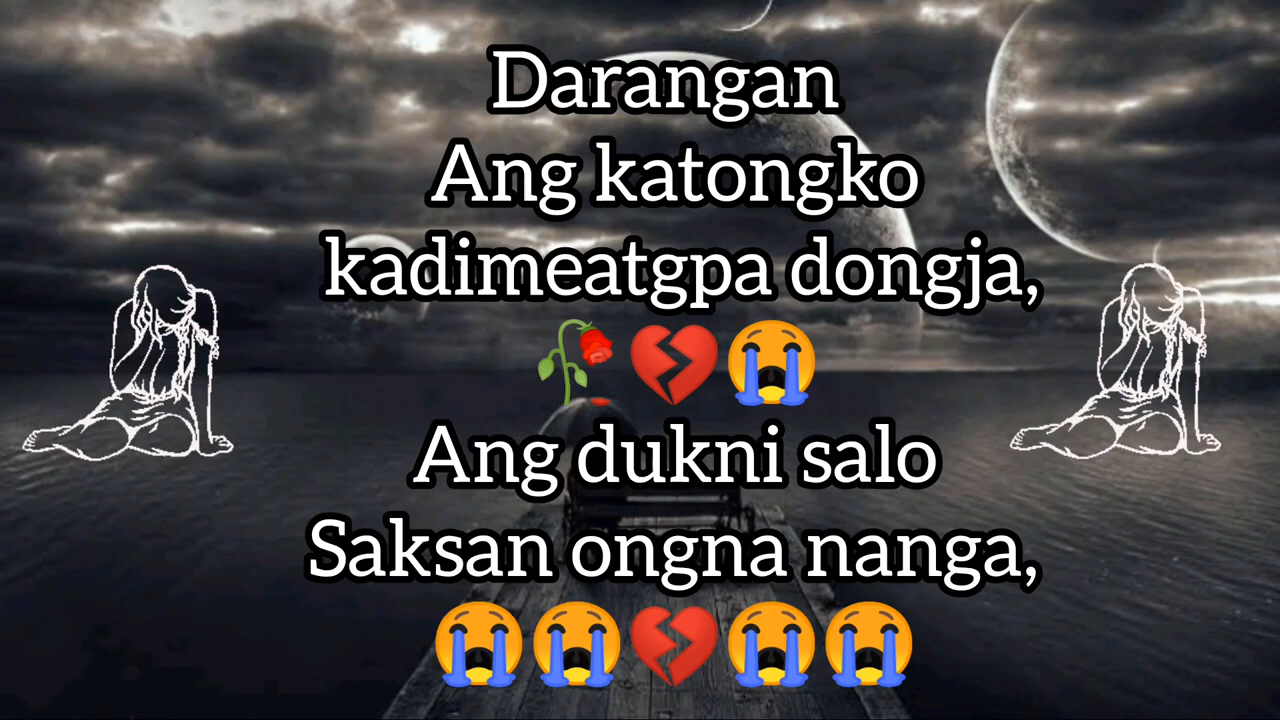 Darangan
Ang katongko
kadimeatgpa dongja,
🥀💔😭
Ang dukni salo
Saksan ongna nanga,
😭😭💔😭😭